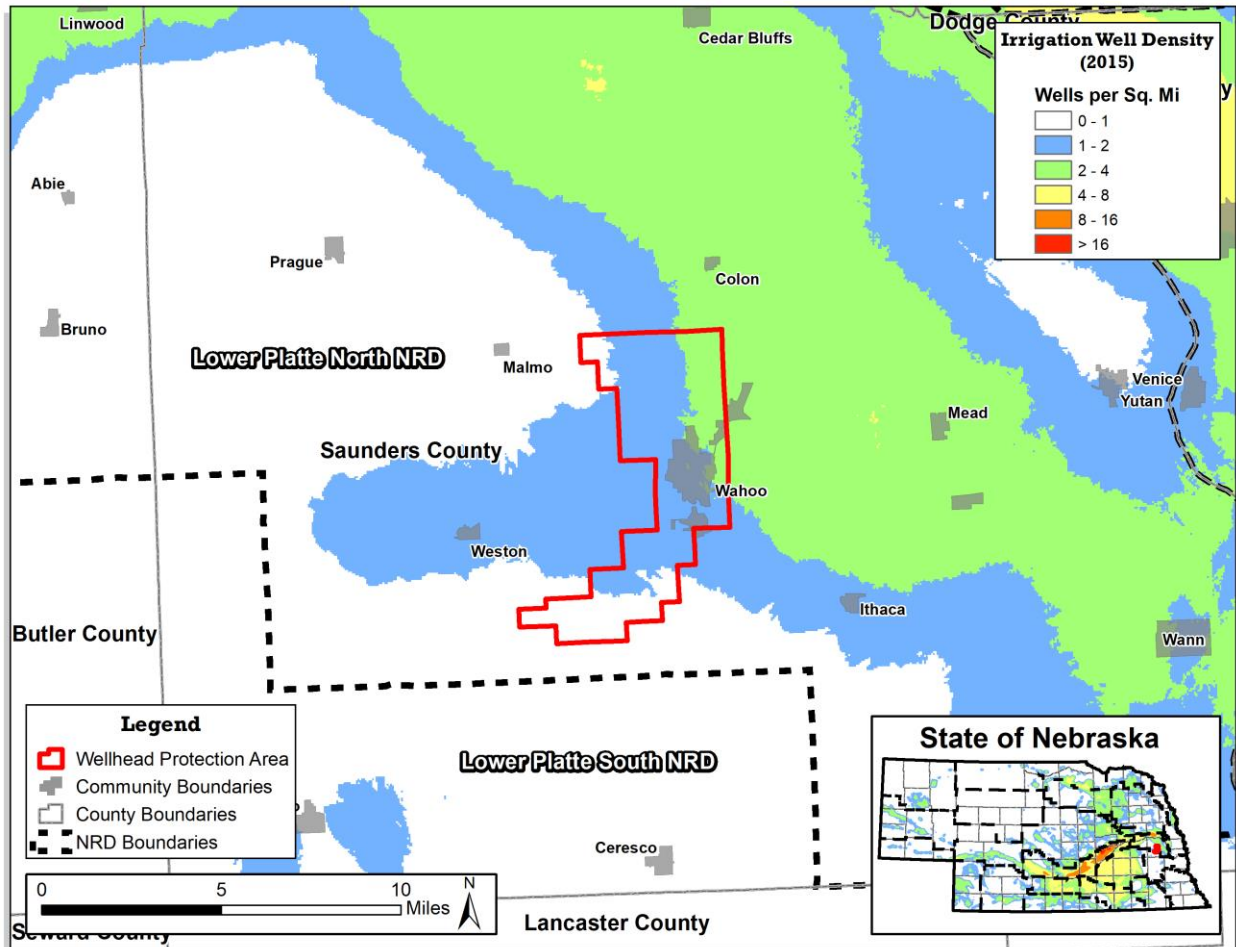 Linwood
Cedar Bluffs
Dodge County
Irrigation Well Density
(2015)
Wells per Sq. Mi
0 - 1
1 - 2
2 - 4
4 - 8
8 - 16
> 16
Abie
Prague
Colon
Bruno
Lower Platte North NRD
Malmo
Venice
Yutan
Mead
Saunders County
Wahoo
Weston
Ithaca
Butler County
Wann
Legend
Wellhead Protection Area
Community Boundaries
County Boundaries
NRD Boundaries
Lower Platte South NRD
Ceresco
State of Nebraska
0
5
10
Miles
N
Lancaster County
Seward County